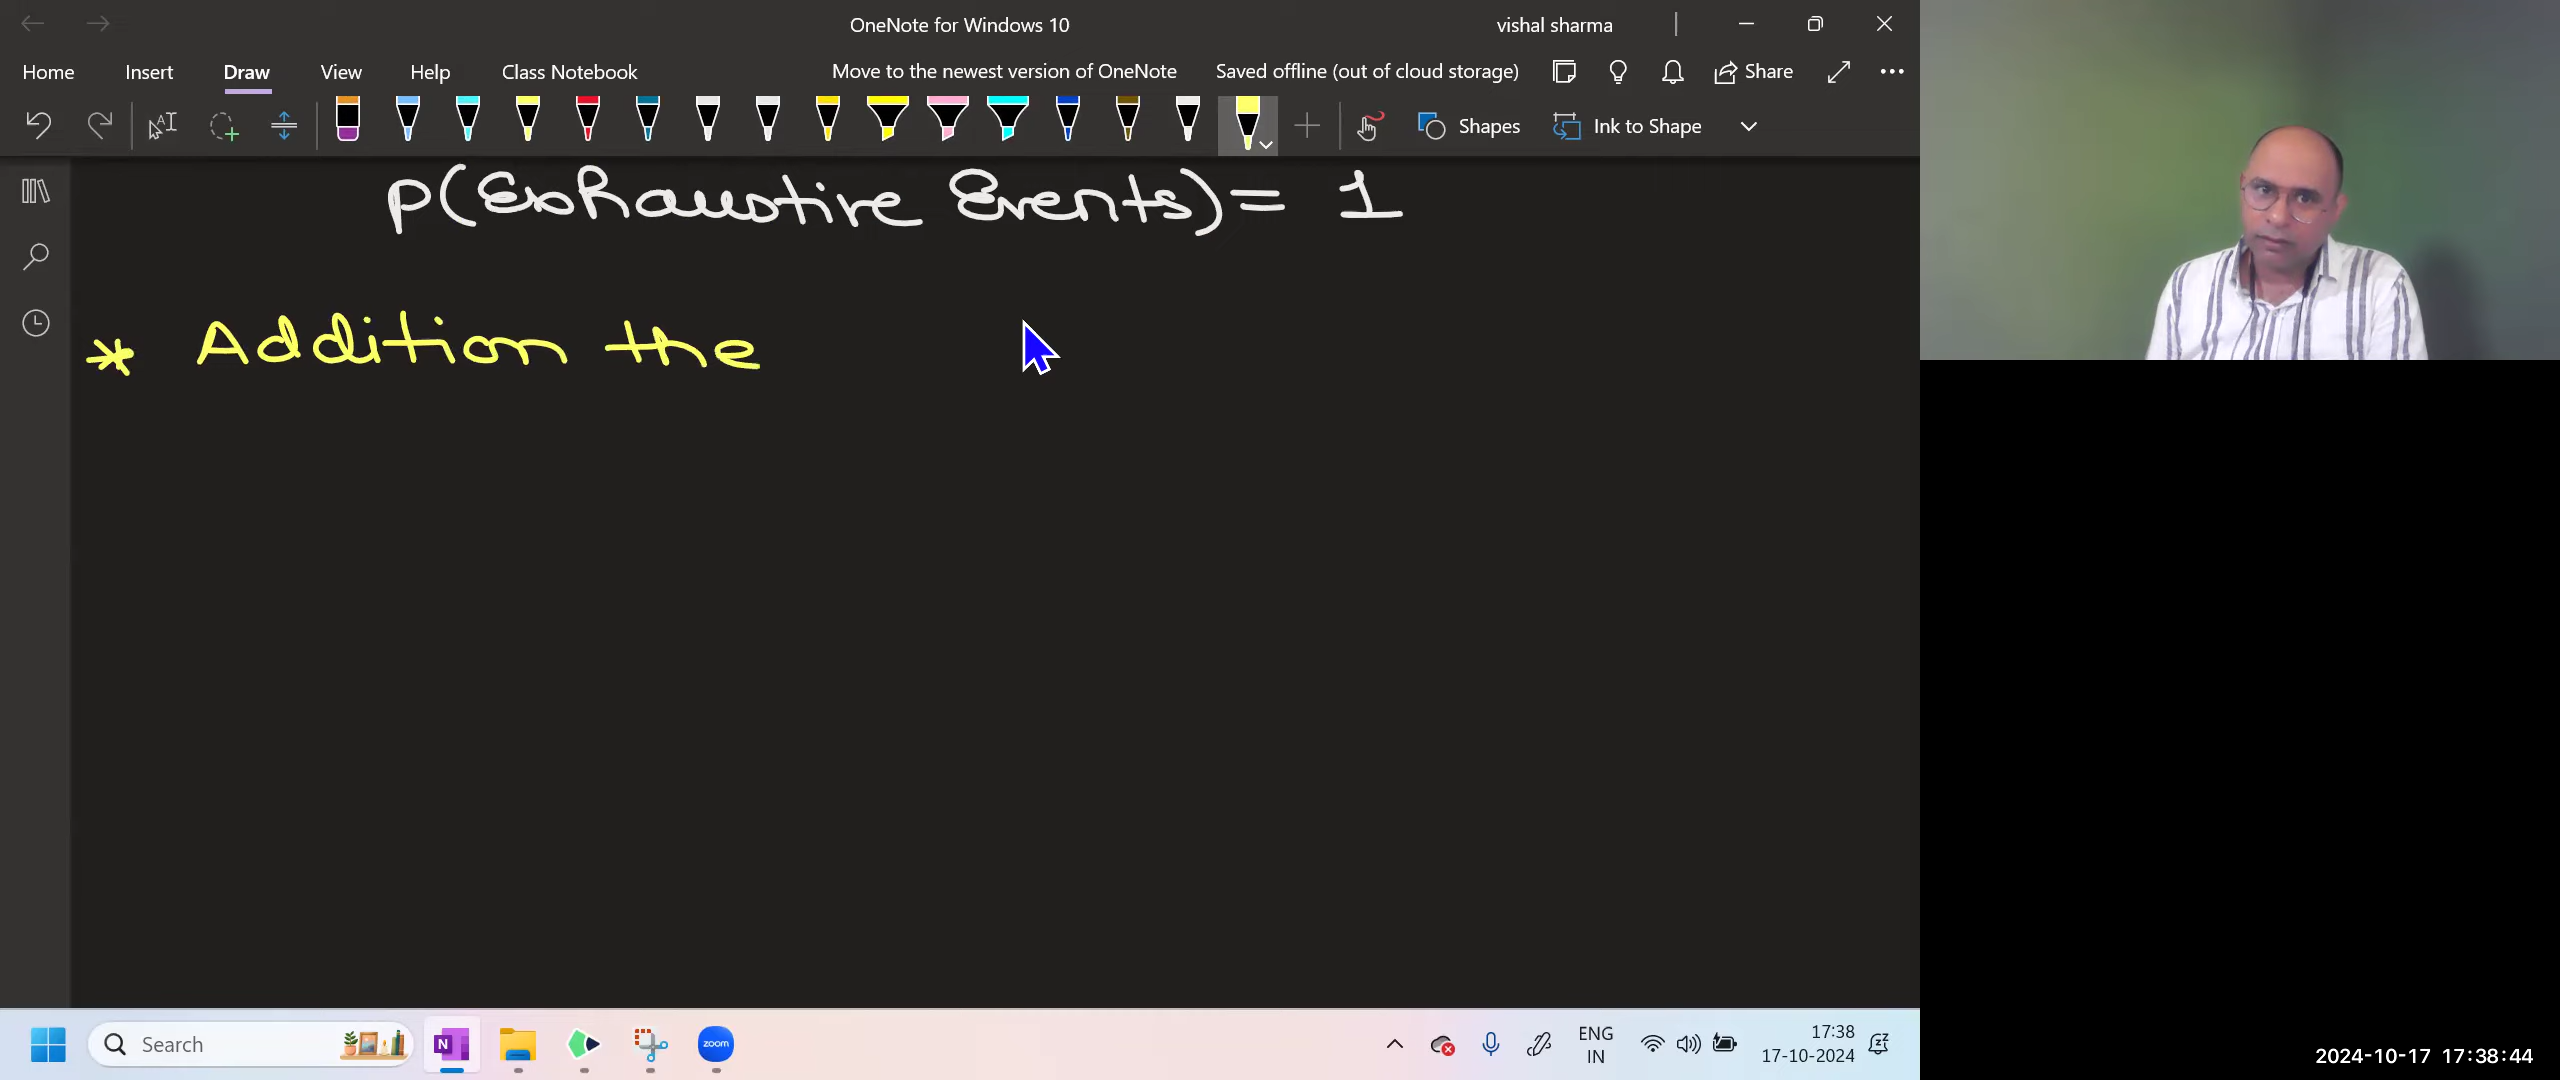 OneNote for Windows 10 vishal sharma
Home Insert Draw View Help Class Notebook Move to the newest version of OneNote Saved offline (out of cloud storage) Share
AI Shapes Ink to Shape
P(Exhaustive Events) = 1
* Addition the
Search N zoom ENG 17:38
IN 17-10-2024
2024-10-17 17:38:44